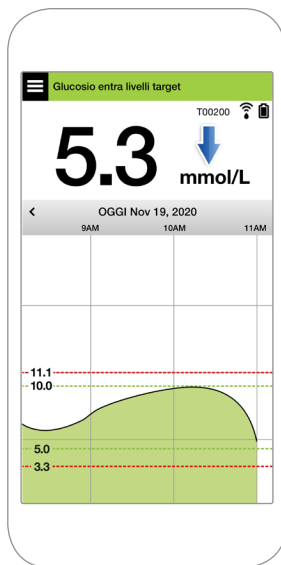 Glucosio entra livelli target
T00200
5.3
mmol/L
OGGI Nov 19, 2020
9AM 10AM 11AM
11.1
10.0
5.0
3.3